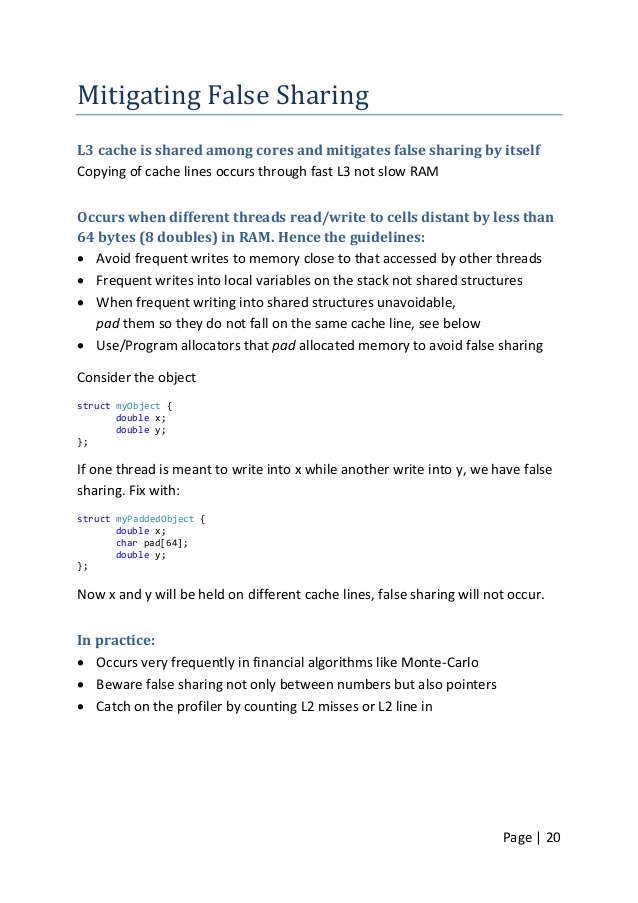 Mitigating False Sharing
L3 cache is shared among cores and mitigates false sharing by itself
Copying of cache lines occurs through fast L3 not slow RAM
Occurs when different threads read/write to cells distant by less than
64 bytes (8 doubles) in RAM. Hence the guidelines:
• Avoid frequent writes to memory close to that accessed by other threads
• Frequent writes into local variables on the stack not shared structures
• When frequent writing into shared structures unavoidable,
pad them so they do not fall on the same cache line, see below
• Use/Program allocators that pad allocated memory to avoid false sharing
Consider the object
struct myObject {
double x;
double y;
};
If one thread is meant to write into x while another write into y, we have false
sharing. Fix with:
struct myPaddedObject {
double x;
char pad[64];
double y;
};
Now x and y will be held on different cache lines, false sharing will not occur.
In practice:
• Occurs very frequently in financial algorithms like Monte-Carlo
• Beware false sharing not only between numbers but also pointers
• Catch on the profiler by counting L2 misses or L2 line in
Page | 20